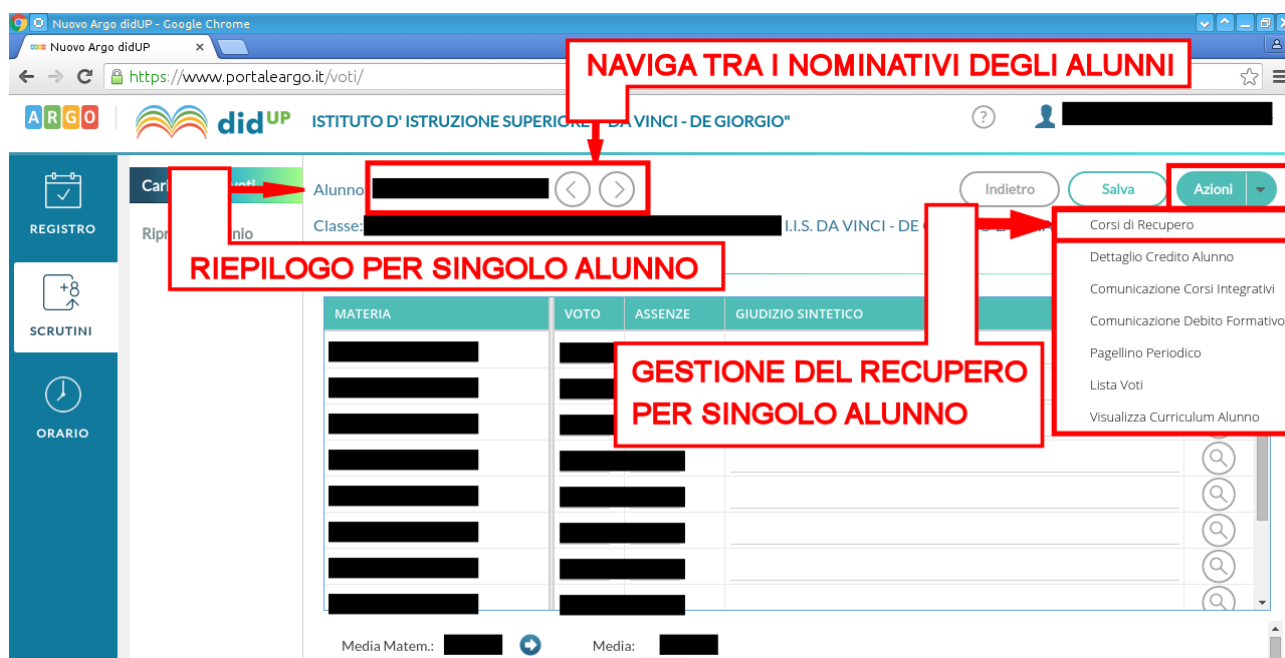 Nuovo Argo didUP - Google Chrome
Nuovo Argo didUP x
https://www.portaleargo.it/voti/
NAVIGA TRA I NOMINATIVI DEGLI ALUNNI
ARGO
didUP
ISTITUTO D' ISTRUZIONE SUPERIORE VINCI - DE GIORGIO"
?
REGISTRO
+8
SCRUTINI
ORARIO
Alunno
Indietro
Salva
Azioni
Classe:
I.I.S. DA VINCI - DE
Corsi di Recupero
Dettaglio Credito Alunno
Comunicazione Corsi Integrativi
Comunicazione Debito Formativo
Pagellino Periodico
Lista Voti
Visualizza Curriculum Alunno
RIEPILOGO PER SINGOLO ALUNNO
MATERIA
VOTO
ASSENZE
GIUDIZIO SINTETICO
GESTIONE DEL RECUPERO
PER SINGOLO ALUNNO
Media Matem.:
Media: